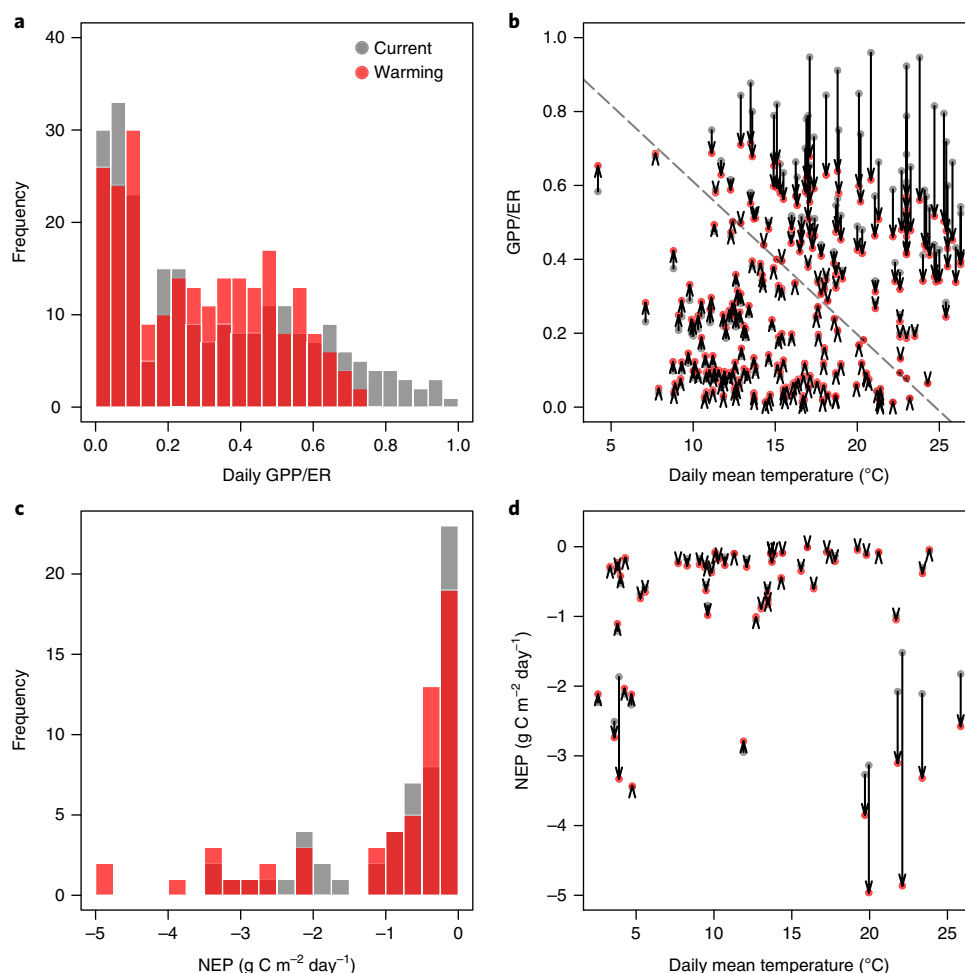 a
40
30
20
10
0
Frequency
Current
Warming
0.0 0.2 0.4 0.6 0.8 1.0
Daily GPP/ER
b
1.0
0.8
0.6
0.4
0.2
0.0
GPP/ER
5 10 15 20 25
Daily mean temperature (°C)
c
20
15
10
5
0
Frequency
–5 –4 –3 –2 –1 0
NEP (g C m⁻² day⁻¹)
d
0
–1
–2
–3
–4
–5
NEP (g C m⁻² day⁻¹)
5 10 15 20 25
Daily mean temperature (°C)